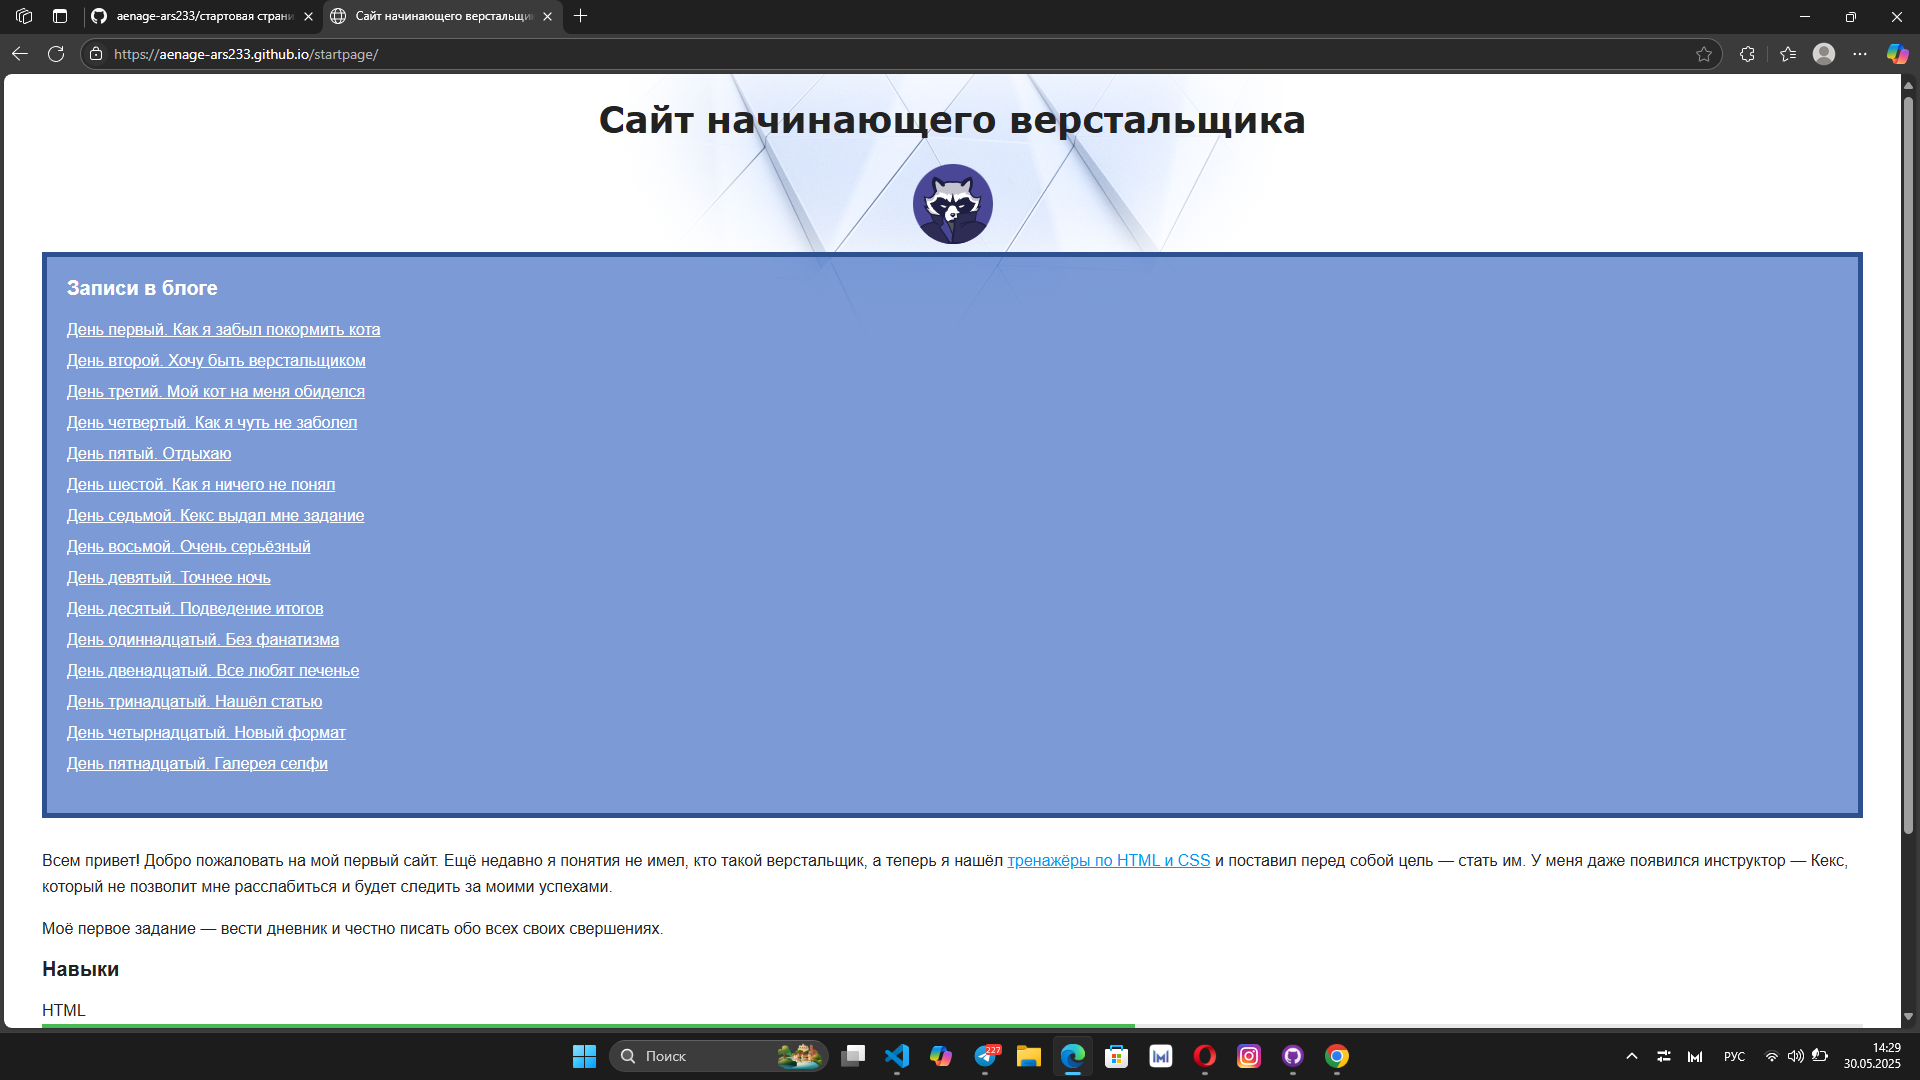 aenage-ars233/стартовая страни
Сайт начинающего верстальщи
https://aenage-ars233.github.io/startpage/
Сайт начинающего верстальщика
Записи в блоге
День первый. Как я забыл покормить кота
День второй. Хочу быть верстальщиком
День третий. Мой кот на меня обиделся
День четвертый. Как я чуть не заболел
День пятый. Отдыхаю
День шестой. Как я ничего не понял
День седьмой. Кекс выдал мне задание
День восьмой. Очень серьёзный
День девятый. Точнее ночь
День десятый. Подведение итогов
День одиннадцатый. Без фанатизма
День двенадцатый. Все любят печенье
День тринадцатый. Нашёл статью
День четырнадцатый. Новый формат
День пятнадцатый. Галерея селфи
Всем привет! Добро пожаловать на мой первый сайт. Ещё недавно я понятия не имел, кто такой верстальщик, а теперь я нашёл тренажёры по HTML и CSS и поставил перед собой цель — стать им. У меня даже появился инструктор — Кекс,
который не позволит мне расслабиться и будет следить за моими успехами.
Моё первое задание — вести дневник и честно писать обо всех своих свершениях.
Навыки
HTML
Поиск
227
РУС
14:29
30.05.2025